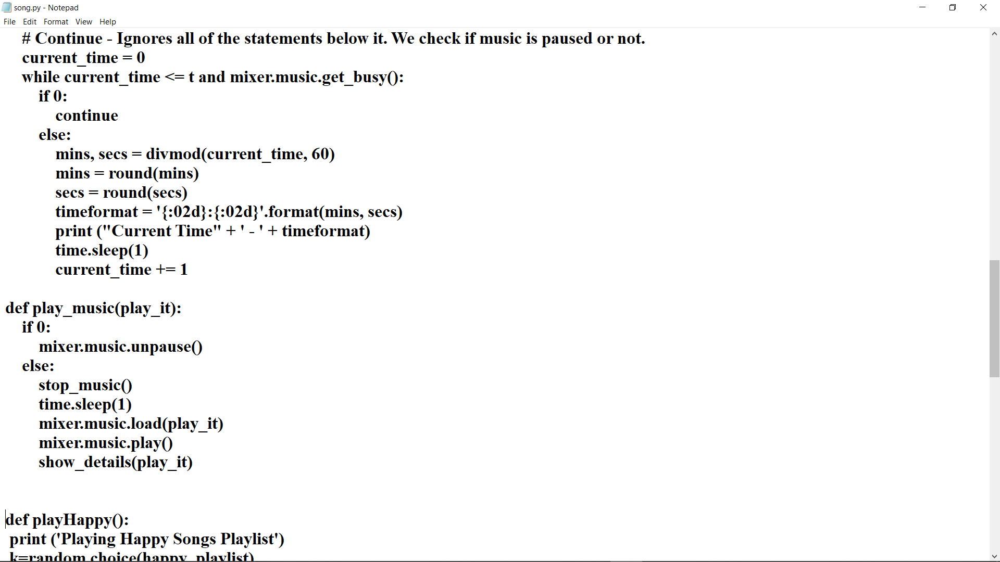 song.py - Notepad
File Edit Format View Help
# Continue - Ignores all of the statements below it. We check if music is paused or not.
current_time = 0
while current_time <= t and mixer.music.get_busy():
if 0:
continue
else:
mins, secs = divmod(current_time, 60)
mins = round(mins)
secs = round(secs)
timeformat = '{:02d}:{:02d}'.format(mins, secs)
print ("Current Time" + ' - ' + timeformat)
time.sleep(1)
current_time += 1
def play_music(play_it):
if 0:
mixer.music.unpause()
else:
stop_music()
time.sleep(1)
mixer.music.load(play_it)
mixer.music.play()
show_details(play_it)
def playHappy():
print ('Playing Happy Songs Playlist')
k=random.choice(happy_playlist)